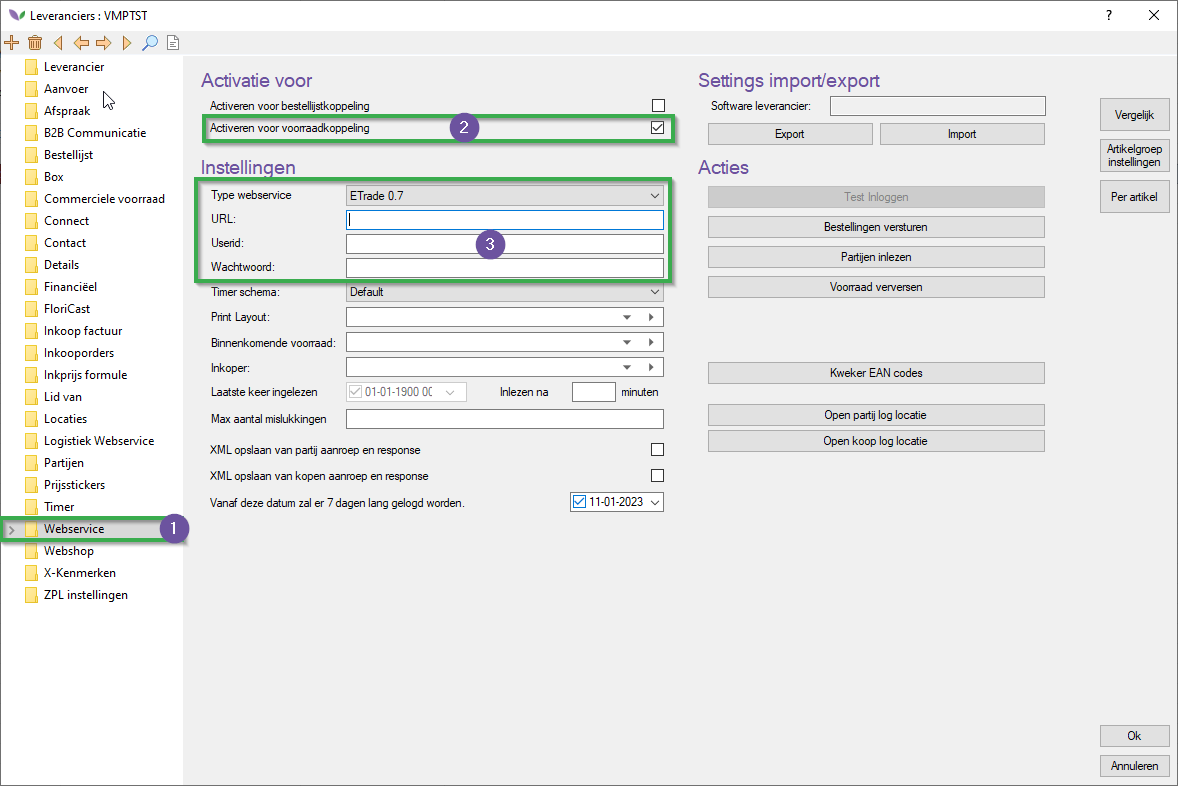 Leveranciers : VMPTST
?
Leverancier
Aanvoer
Afspraak
B2B Communicatie
Bestellijst
Box
Commerciele voorraad
Connect
Contact
Details
Financiëel
FloriCast
Inkoop factuur
Inkooporders
Inkprijs formule
Lid van
Locaties
Logistiek Webservice
Partijen
Prijsstickers
Timer
Webservice 1
Webshop
X-Kenmerken
ZPL instellingen
Activatie voor
Activeren voor bestellijstkoppeling
Activeren voor voorraadkoppeling 2
Instellingen
Type webservice ETrade 0.7
URL:
Userid: 3
Wachtwoord:
Timer schema: Default
Print Layout:
Binnenkomende voorraad:
Inkoper:
Laatste keer ingelezen 01-01-1900 00 Inlezen na minuten
Max aantal mislukkingen
XML opslaan van partij aanroep en response
XML opslaan van kopen aanroep en response
Vanaf deze datum zal er 7 dagen lang gelogd worden. 11-01-2023
Settings import/export
Software leverancier:
Export Import
Acties
Test Inloggen
Bestellingen versturen
Partijen inlezen
Voorraad verversen
Kweker EAN codes
Open partij log locatie
Open koop log locatie
Vergelijk
Artikelgroep
instellingen
Per artikel
Ok
Annuleren